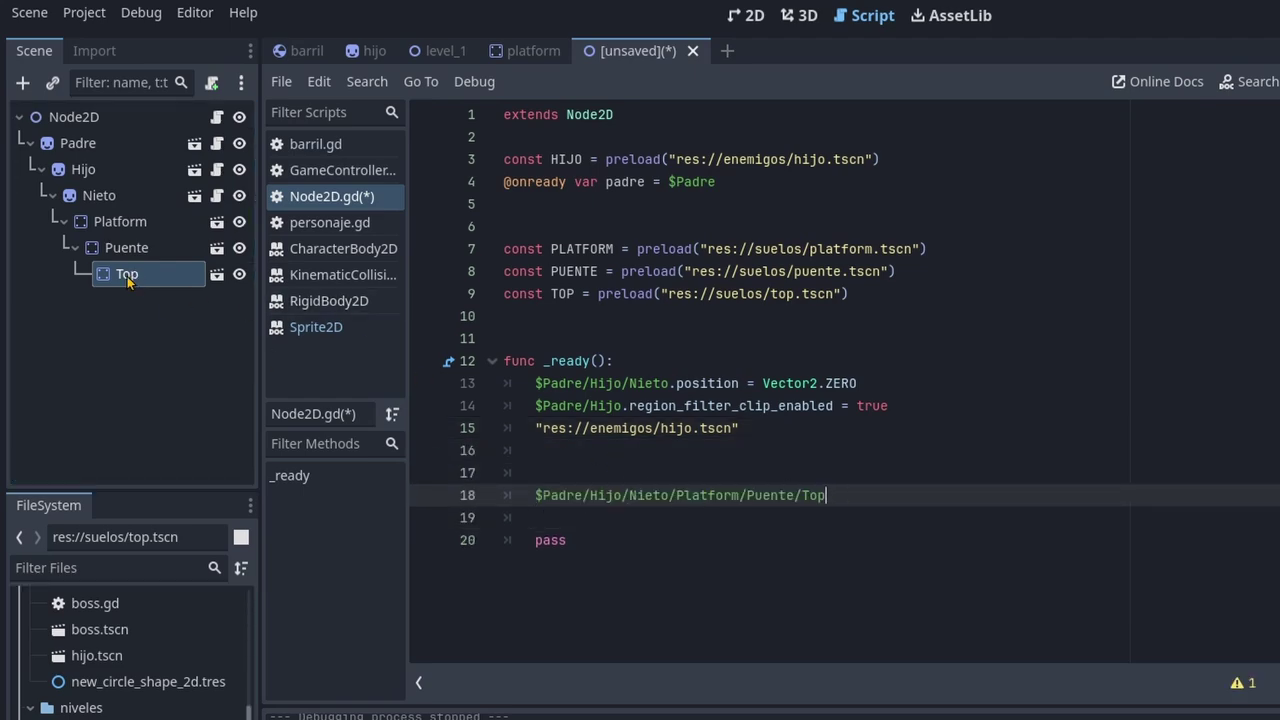 Scene Project Debug Editor Help
2D 3D Script AssetLib
Scene Import
barril hijo level_1 platform [unsaved](*)
Filter: name, t:t
File Edit Search Go To Debug
Online Docs Search
Node2D
Padre
Hijo
Nieto
Platform
Puente
Top
Filter Scripts
barril.gd
GameController...
Node2D.gd(*)
personaje.gd
CharacterBody2D
KinematicCollisi...
RigidBody2D
Sprite2D
Node2D.gd(*)
Filter Methods
_ready
1 extends Node2D
2
3 const HIJO = preload("res://enemigos/hijo.tscn")
4 @onready var padre = $Padre
5
6
7 const PLATFORM = preload("res://suelos/platform.tscn")
8 const PUENTE = preload("res://suelos/puente.tscn")
9 const TOP = preload("res://suelos/top.tscn")
10
11
12 func _ready():
13 $Padre/Hijo/Nieto.position = Vector2.ZERO
14 $Padre/Hijo.region_filter_clip_enabled = true
15 "res://enemigos/hijo.tscn"
16
17
18 $Padre/Hijo/Nieto/Platform/Puente/Top
19
20 pass
1
FileSystem
res://suelos/top.tscn
Filter Files
boss.gd
boss.tscn
hijo.tscn
new_circle_shape_2d.tres
niveles
--- Debugging process stopped ---